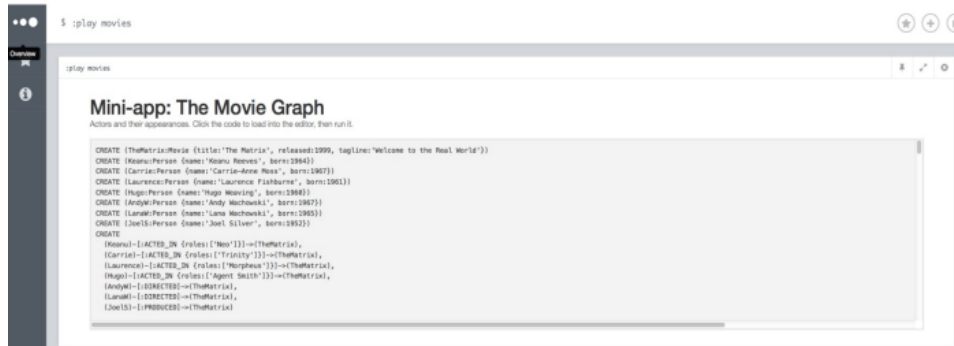 $ :play movies
Overview
:play movies
Mini-app: The Movie Graph
Actors and their appearances. Click the code to load into the editor, then run it.
CREATE (TheMatrix:Movie {title:'The Matrix', released:1999, tagline:'Welcome to the Real World'})
CREATE (Keanu:Person {name:'Keanu Reeves', born:1964})
CREATE (Carrie:Person {name:'Carrie-Anne Moss', born:1967})
CREATE (Laurence:Person {name:'Laurence Fishburne', born:1961})
CREATE (Hugo:Person {name:'Hugo Weaving', born:1960})
CREATE (AndyW:Person {name:'Andy Wachowski', born:1967})
CREATE (LanaW:Person {name:'Lana Wachowski', born:1965})
CREATE (JoelS:Person {name:'Joel Silver', born:1952})
CREATE
(Keanu)-[:ACTED_IN {roles:['Neo']}]->(TheMatrix),
(Carrie)-[:ACTED_IN {roles:['Trinity']}]->(TheMatrix),
(Laurence)-[:ACTED_IN {roles:['Morpheus']}]->(TheMatrix),
(Hugo)-[:ACTED_IN {roles:['Agent Smith']}]->(TheMatrix),
(AndyW)-[:DIRECTED]->(TheMatrix),
(LanaW)-[:DIRECTED]->(TheMatrix),
(JoelS)-[:PRODUCED]->(TheMatrix)